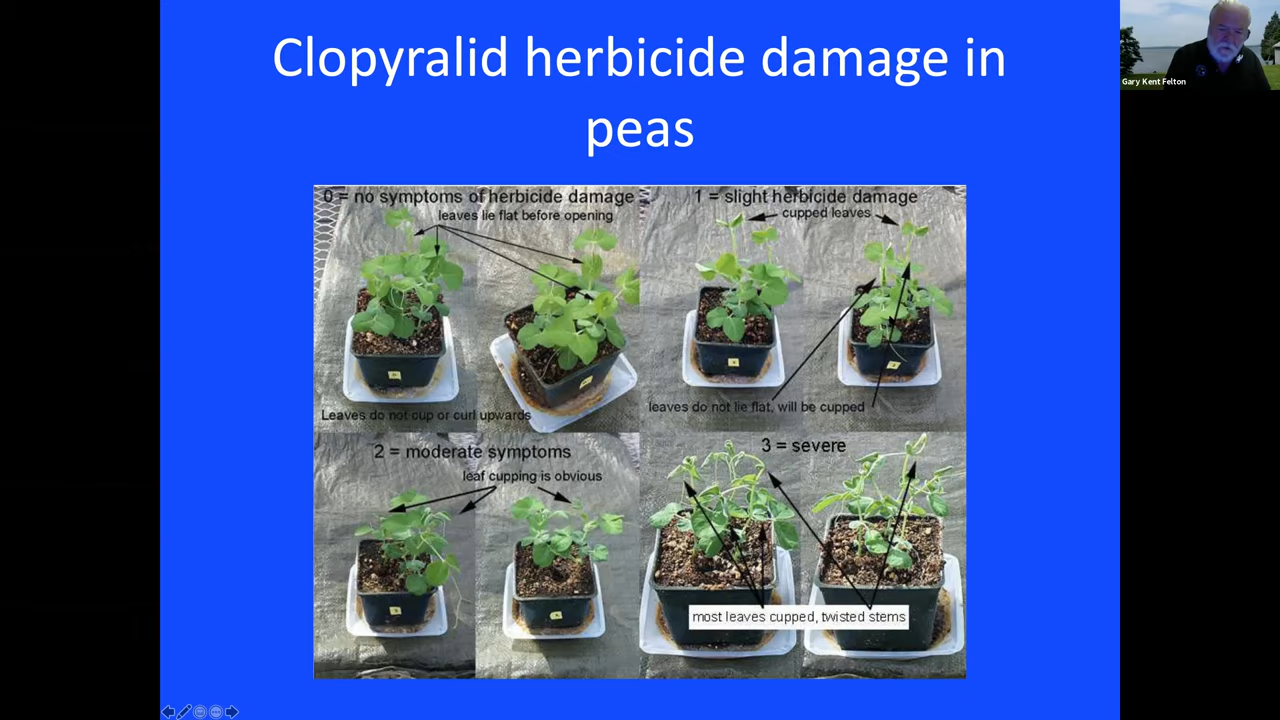 Clopyralid herbicide damage in
peas
Gary Kent Felton
0 = no symptoms of herbicide damage
leaves lie flat before opening
Leaves do not cup or curl upwards
1 = slight herbicide damage
cupped leaves
leaves do not lie flat, will be cupped
2 = moderate symptoms
leaf cupping is obvious
3 = severe
most leaves cupped, twisted stems